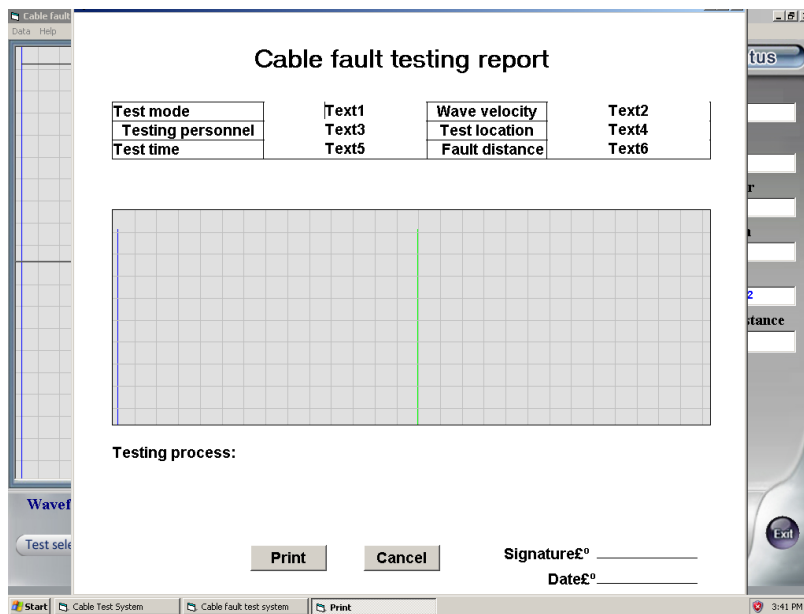 Cable fault
Data Help
Cable fault testing report
Test mode Text1 Wave velocity Text2
Testing personnel Text3 Test location Text4
Test time Text5 Fault distance Text6
tus
r
2
stance
Testing process:
Wavef
Test sele
Print Cancel
Signature£º
Date£º
Exit
Start Cable Test System Cable fault test system Print 3:41 PM